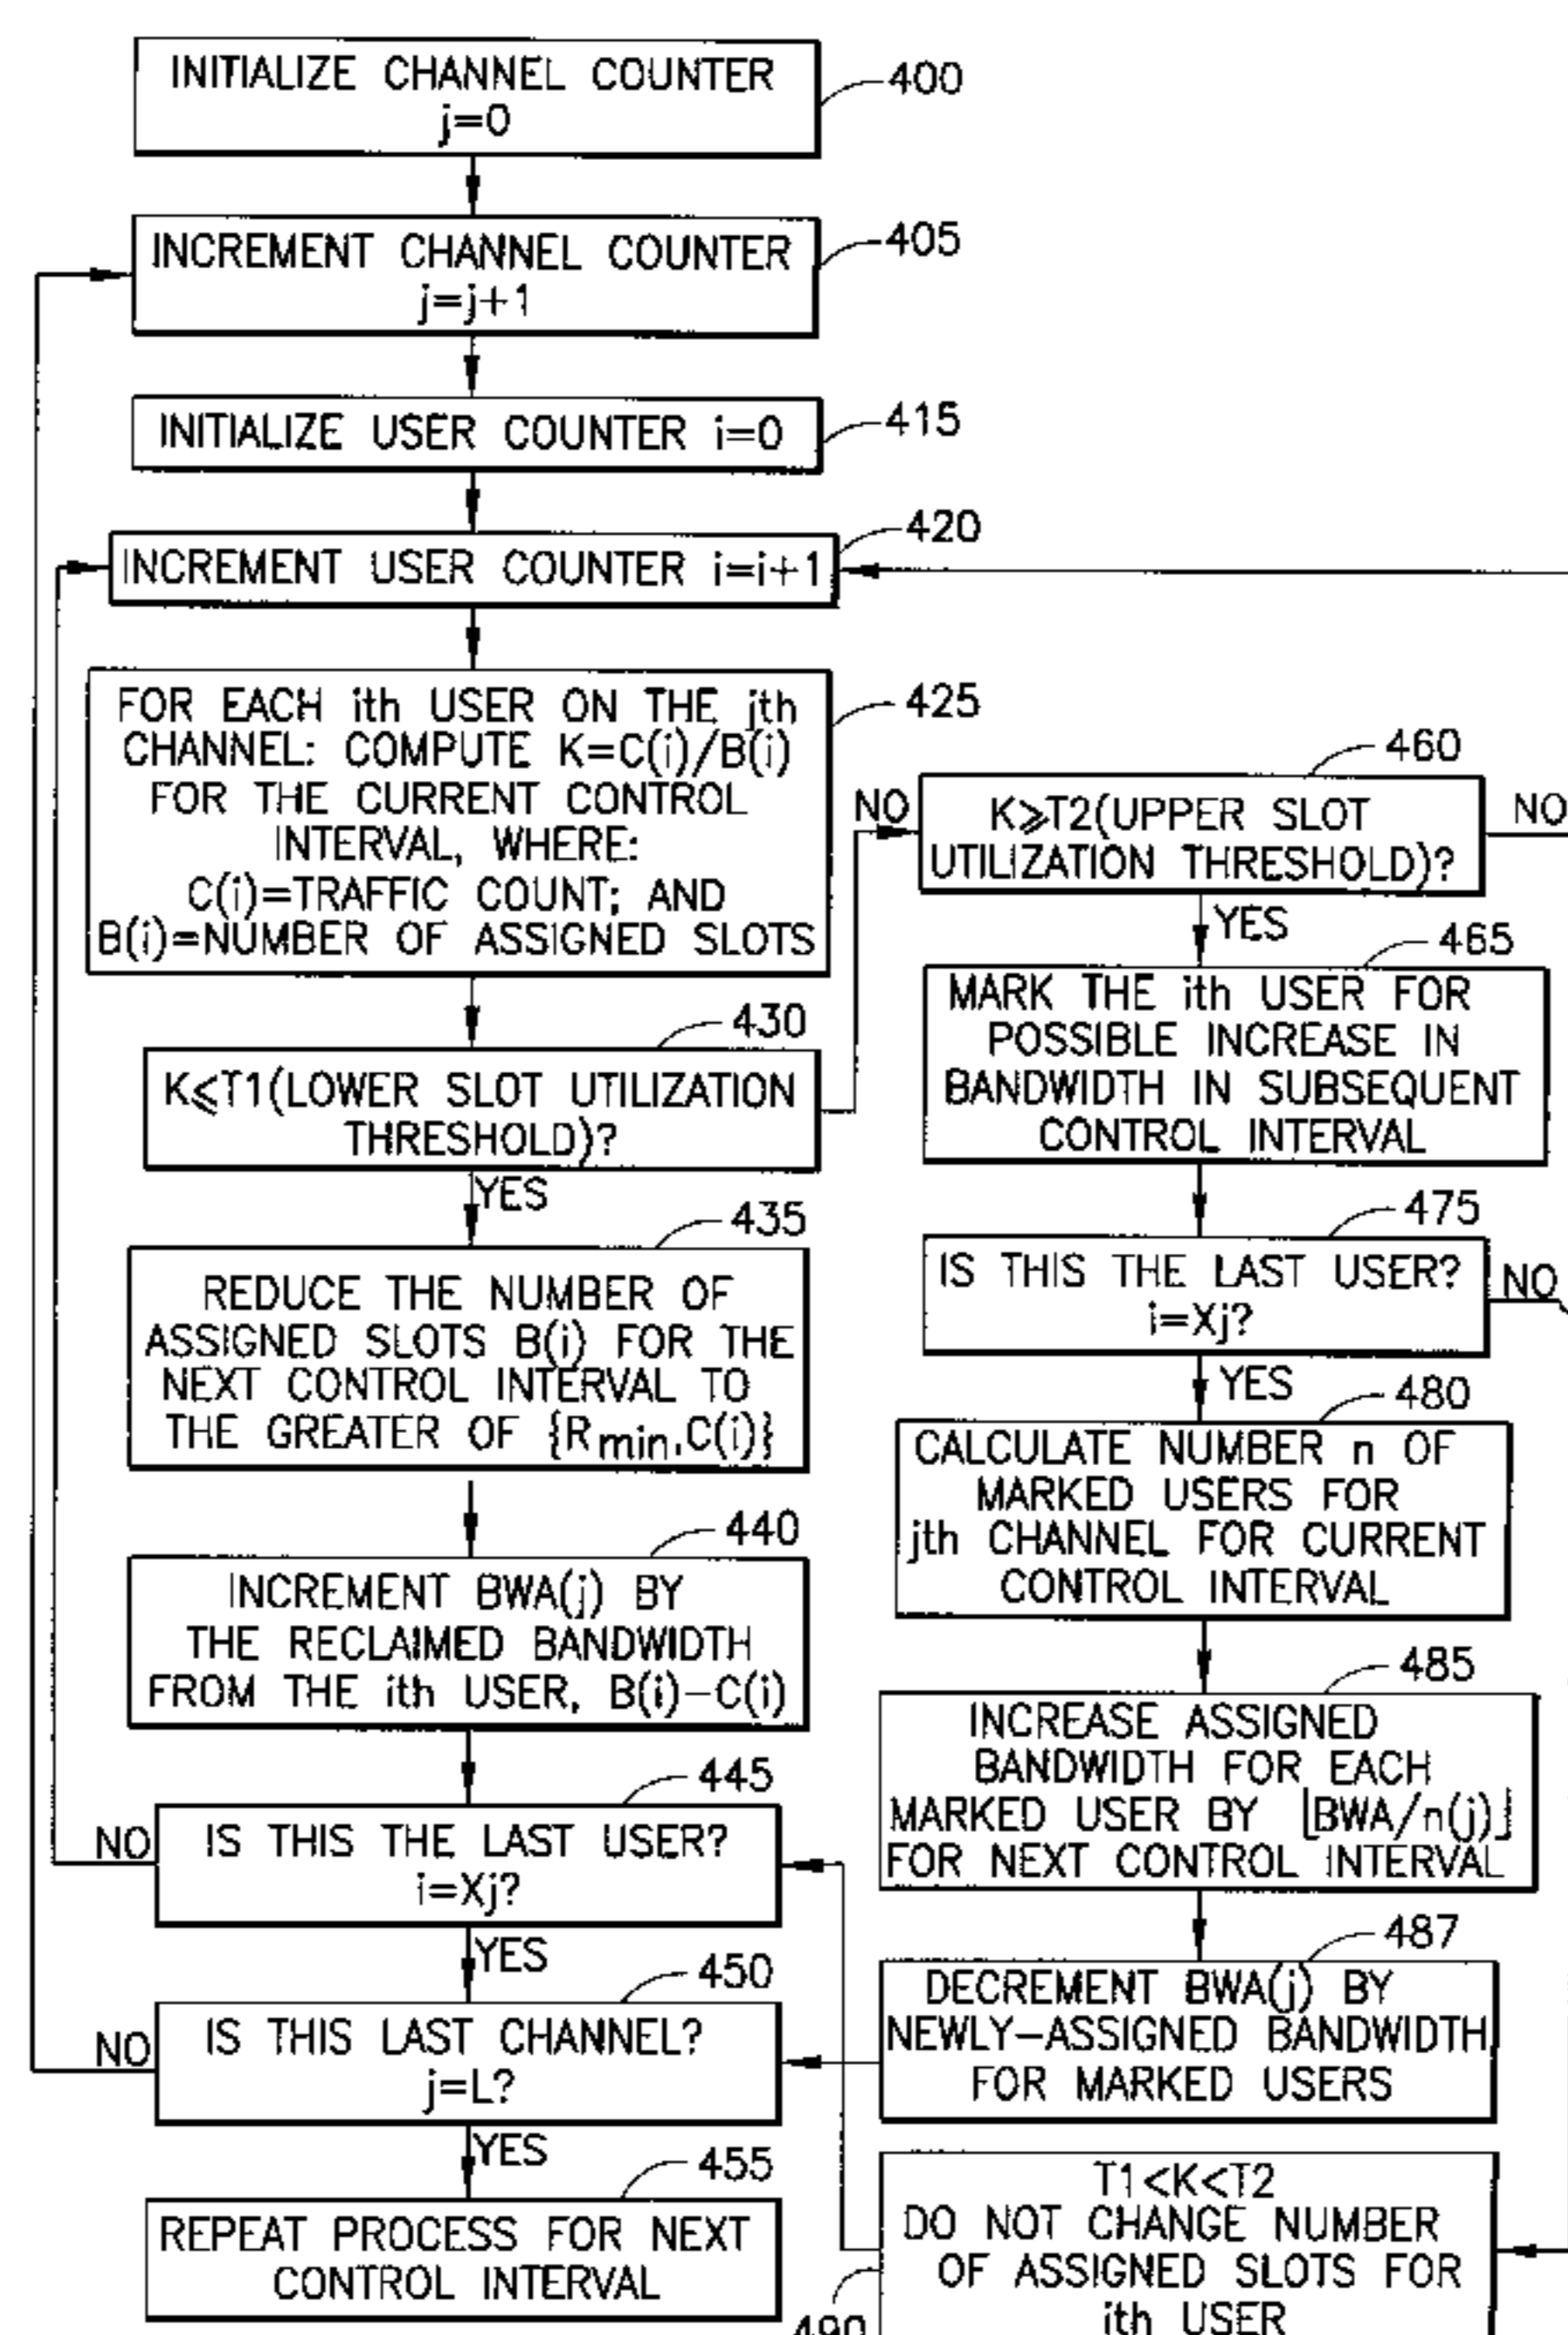 INITIALIZE CHANNEL COUNTER
j=0
400
INCREMENT CHANNEL COUNTER
j=j+1
405
INITIALIZE USER COUNTER i=0
415
INCREMENT USER COUNTER i=i+1
420
FOR EACH ith USER ON THE jth
CHANNEL: COMPUTE K=C(i)/B(i)
FOR THE CURRENT CONTROL
INTERVAL, WHERE:
C(i)=TRAFFIC COUNT; AND
B(i)=NUMBER OF ASSIGNED SLOTS
425
K⩽T1(LOWER SLOT UTILIZATION
THRESHOLD)?
430
NO
YES
REDUCE THE NUMBER OF
ASSIGNED SLOTS B(i) FOR THE
NEXT CONTROL INTERVAL TO
THE GREATER OF {Rmin,C(i)}
435
INCREMENT BWA(j) BY
THE RECLAIMED BANDWIDTH
FROM THE ith USER, B(i)-C(i)
440
IS THIS THE LAST USER?
i=Xj?
445
NO
YES
IS THIS LAST CHANNEL?
j=L?
450
NO
YES
REPEAT PROCESS FOR NEXT
CONTROL INTERVAL
455
K⩾T2(UPPER SLOT
UTILIZATION THRESHOLD)?
460
NO
YES
MARK THE ith USER FOR
POSSIBLE INCREASE IN
BANDWIDTH IN SUBSEQUENT
CONTROL INTERVAL
465
IS THIS THE LAST USER?
i=Xj?
475
NO
YES
CALCULATE NUMBER n OF
MARKED USERS FOR
jth CHANNEL FOR CURRENT
CONTROL INTERVAL
480
INCREASE ASSIGNED
BANDWIDTH FOR EACH
MARKED USER BY ⌊BWA/n(j)⌋
FOR NEXT CONTROL INTERVAL
485
DECREMENT BWA(j) BY
NEWLY-ASSIGNED BANDWIDTH
FOR MARKED USERS
487
T1<K<T2
DO NOT CHANGE NUMBER
OF ASSIGNED SLOTS FOR
ith USER
490